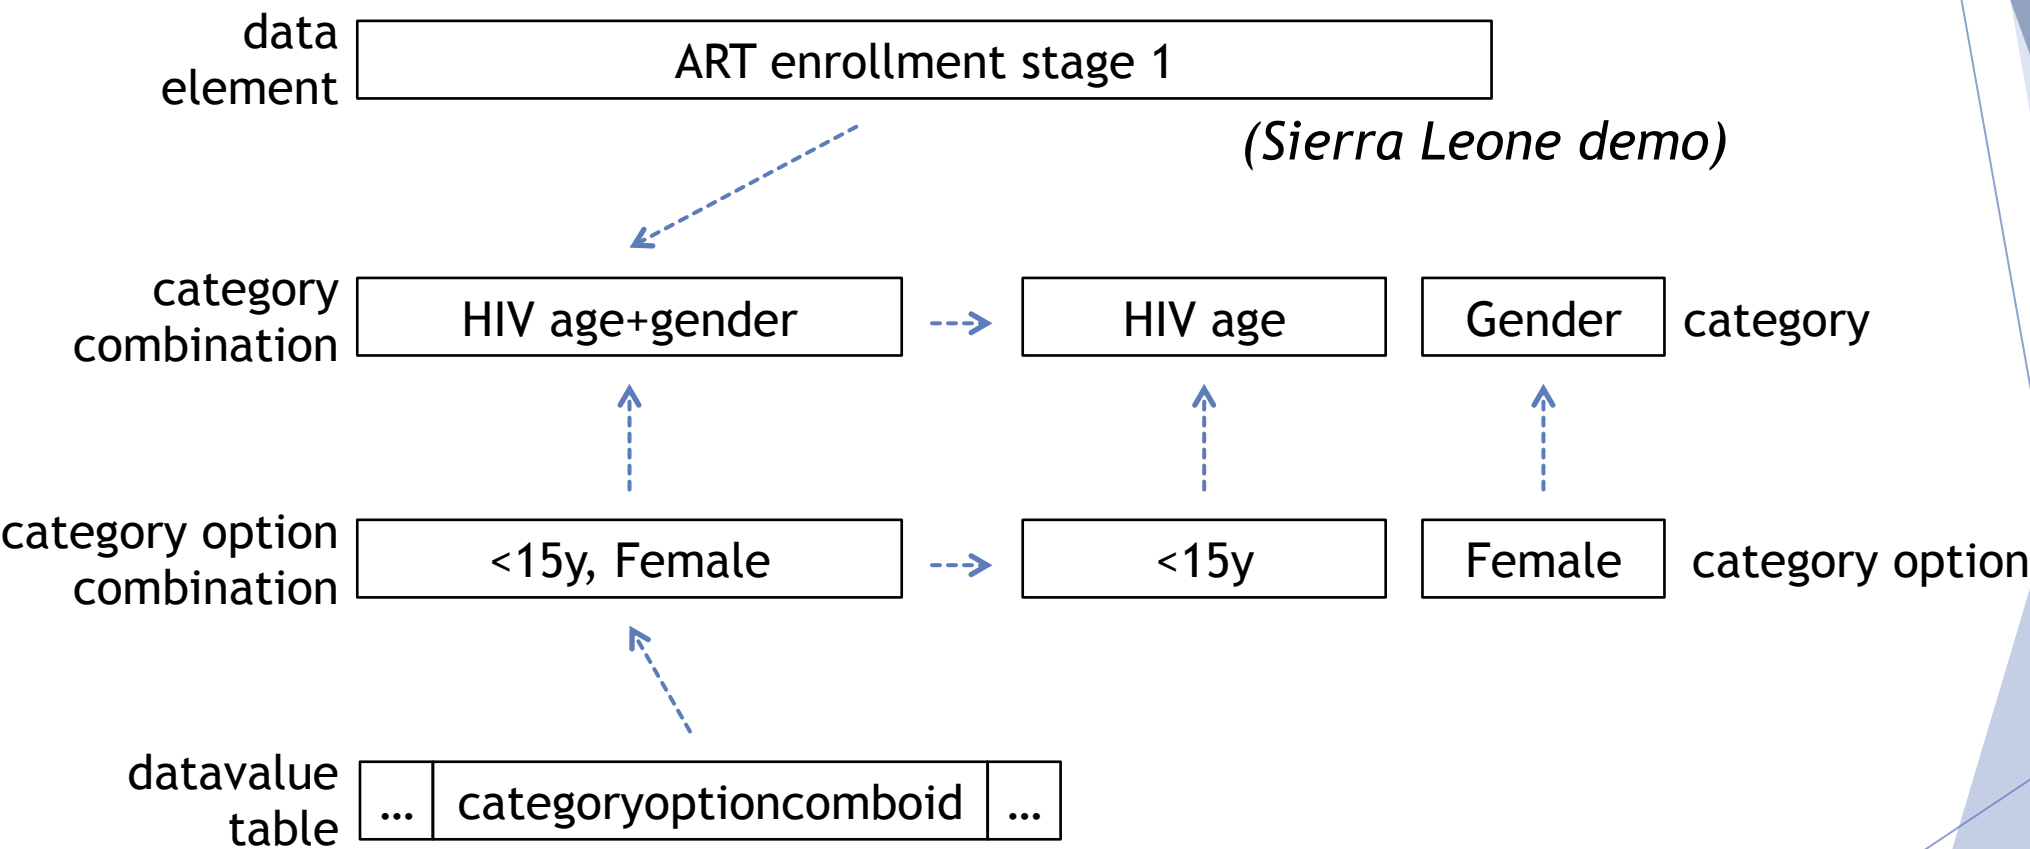 data
element
ART enrollment stage 1
(Sierra Leone demo)
category
combination
HIV age+gender
HIV age
Gender
category
category option
combination
<15y, Female
<15y
Female
category option
datavalue
table
... categoryoptioncomboid ...